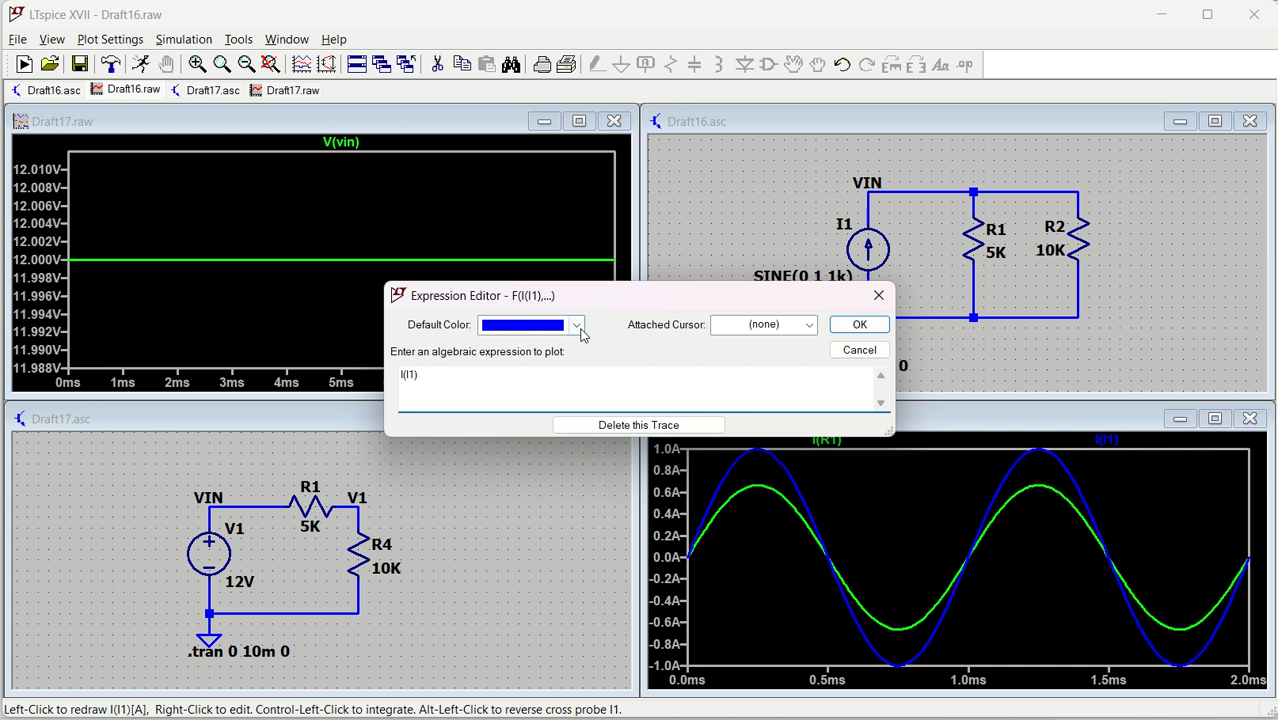 LTspice XVII - Draft16.raw
File View Plot Settings Simulation Tools Window Help
Draft16.asc Draft16.raw Draft17.asc Draft17.raw
Draft17.raw
V(vin)
12.010V
12.008V
12.006V
12.004V
12.002V
12.000V
11.998V
11.996V
11.994V
11.992V
11.990V
11.988V
0ms 1ms 2ms 3ms 4ms 5ms
Draft16.asc
VIN
I1
R1
R2
5K
10K
SINE(0 1 1k)
0
Expression Editor - F(I(I1),...)
Default Color:
Attached Cursor: (none)
OK
Enter an algebraic expression to plot:
Cancel
I(I1)
Delete this Trace
Draft17.asc
VIN
R1
V1
5K
V1
R4
10K
12V
.tran 0 10m 0
I(R1) I(I1)
1.0A
0.8A
0.6A
0.4A
0.2A
0.0A
-0.2A
-0.4A
-0.6A
-0.8A
-1.0A
0.0ms 0.5ms 1.0ms 1.5ms 2.0ms
Left-Click to redraw I(I1)[A], Right-Click to edit. Control-Left-Click to integrate. Alt-Left-Click to reverse cross probe I1.